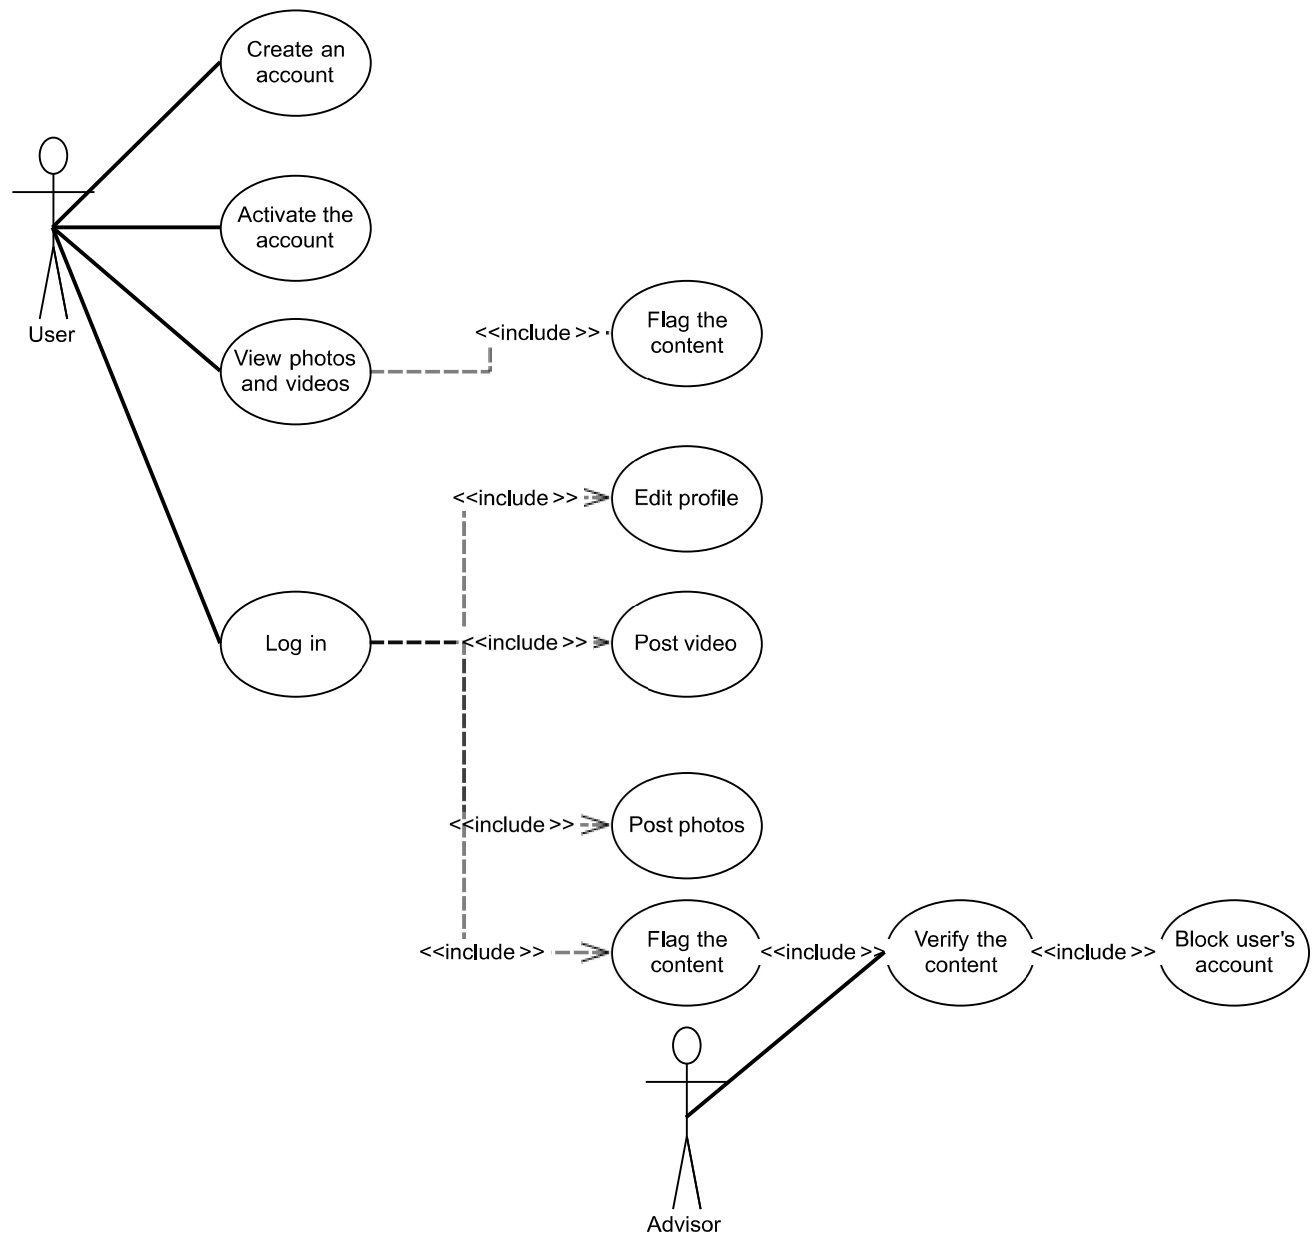 Create an
account
Activate the
account
User
View photos
and videos
<<include >>
Flag the
content
<<include >>
Edit profile
Log in
<<include >>
Post video
<<include >>
Post photos
<<include >>
Flag the
content
<<include >>
Verify the
content
<<include >>
Block user's
account
Advisor